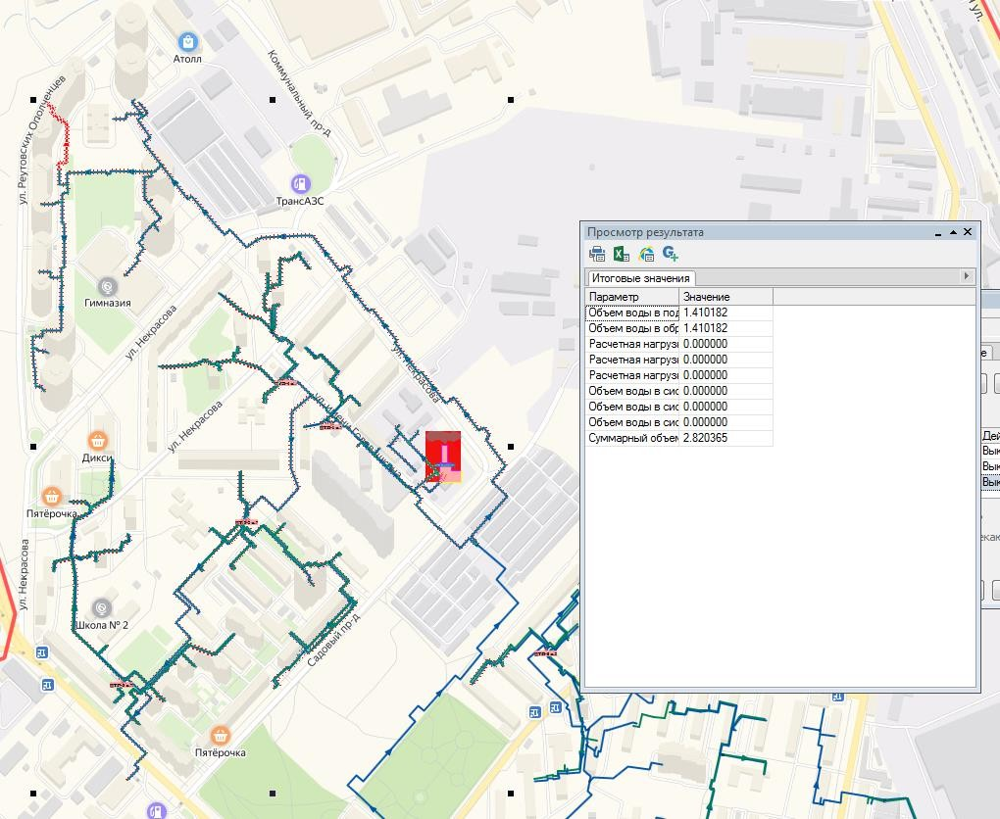 Атолл
Коммунальный пр-д
ул. Реутовских Ополченцев
ТрансАЗС
Гимназия
ул. Некрасова
ул. Некрасова
ул. Некрасова
Дикси
Пятёрочка
ул. Некрасова
Школа № 2
Садовый пр-д
Пятёрочка
ул.
Просмотр результата
Итоговые значения
Параметр Значение
Объем воды в под 1.410182
Объем воды в обр 1.410182
Расчетная нагрузк 0.000000
Расчетная нагрузк 0.000000
Расчетная нагрузк 0.000000
Объем воды в сис 0.000000
Объем воды в сис 0.000000
Объем воды в сис 0.000000
Суммарный объем 2.820365
Дей
Вык
Вык
Вык